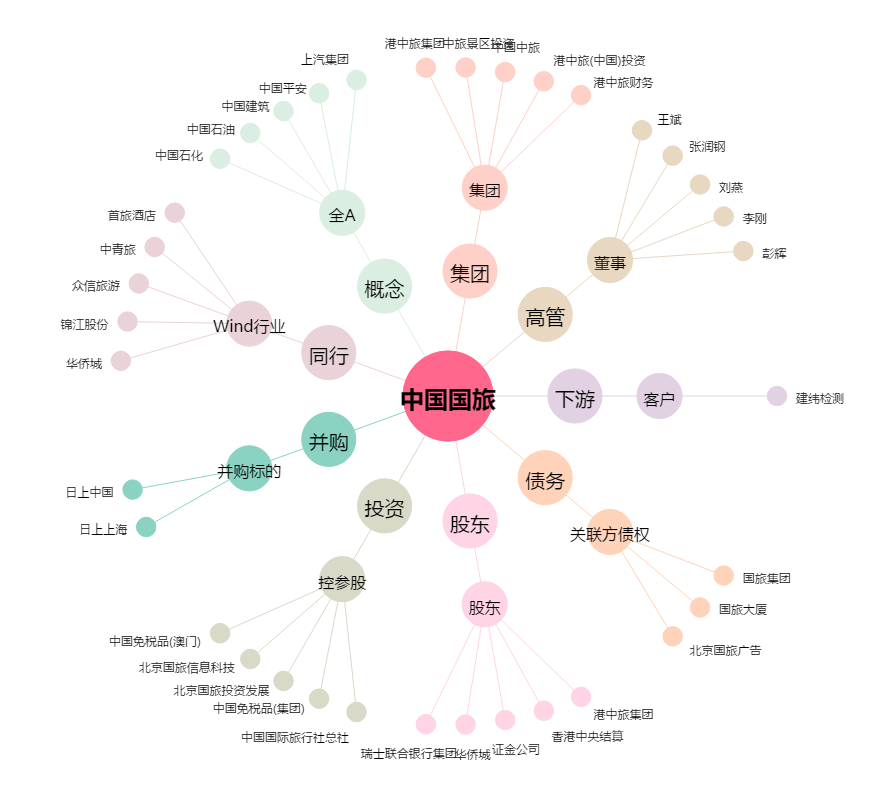 港中旅集团
中旅景区投资
中国中旅
港中旅(中国)投资
港中旅财务
集团
集团
上汽集团
中国平安
中国建筑
中国石油
中国石化
全A
概念
王斌
张润钢
刘燕
李刚
彭辉
董事
高管
首旅酒店
中青旅
众信旅游
锦江股份
华侨城
Wind行业
同行
中国国旅
下游
客户
建纬检测
并购
并购标的
日上中国
日上上海
债务
关联方债权
国旅集团
国旅大厦
北京国旅广告
投资
控参股
中国免税品(澳门)
北京国旅信息科技
北京国旅投资发展
中国免税品(集团)
中国国际旅行社总社
股东
股东
港中旅集团
香港中央结算
证金公司
华侨城
瑞士联合银行集团